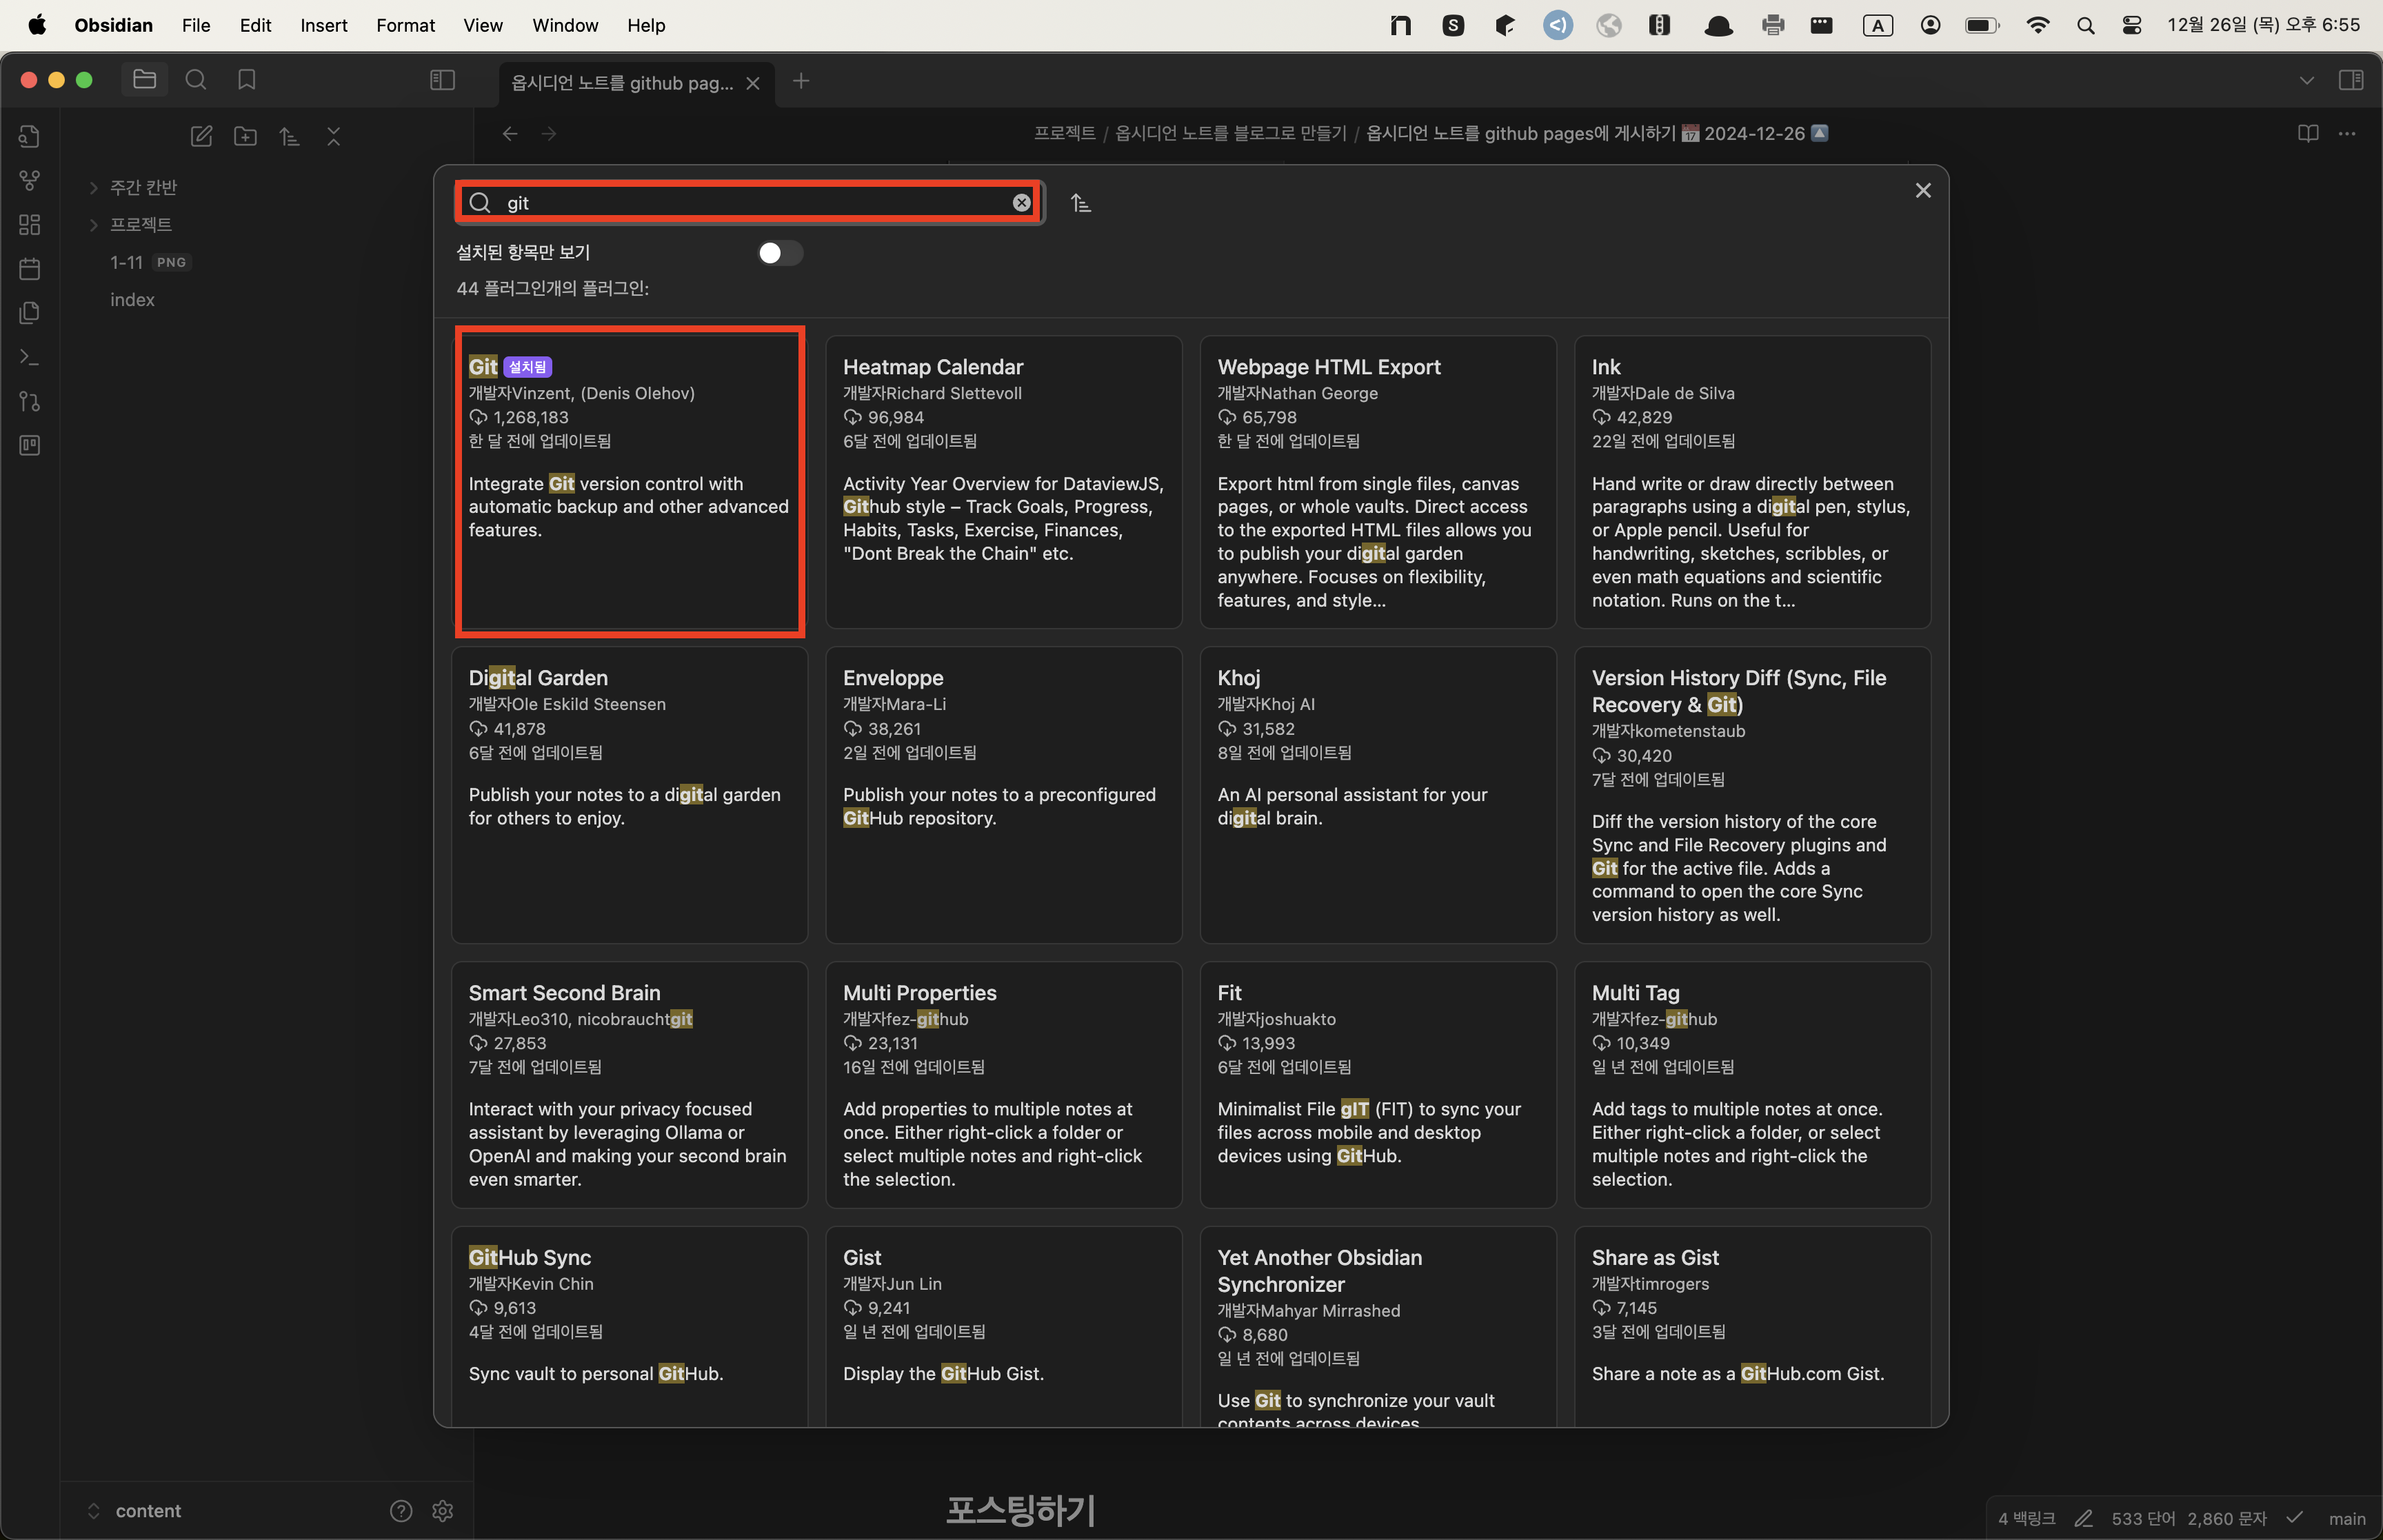 Obsidian File Edit Insert Format View Window Help
A
12월 26일 (목) 오후 6:55
옵시디언 노트를 github pag...
프로젝트 / 옵시디언 노트를 블로그로 만들기 / 옵시디언 노트를 github pages에 게시하기 📅 2024-12-26 🔼
주간 칸반
프로젝트
1-11 PNG
index
git
설치된 항목만 보기
44 플러그인개의 플러그인:
Git 설치됨
개발자Vinzent, (Denis Olehov)
1,268,183
한 달 전에 업데이트됨
Integrate Git version control with
automatic backup and other advanced
features.
Heatmap Calendar
개발자Richard Slettevoll
96,984
6달 전에 업데이트됨
Activity Year Overview for DataviewJS,
Github style – Track Goals, Progress,
Habits, Tasks, Exercise, Finances,
"Dont Break the Chain" etc.
Webpage HTML Export
개발자Nathan George
65,798
한 달 전에 업데이트됨
Export html from single files, canvas
pages, or whole vaults. Direct access
to the exported HTML files allows you
to publish your digital garden
anywhere. Focuses on flexibility,
features, and style...
Ink
개발자Dale de Silva
42,829
22일 전에 업데이트됨
Hand write or draw directly between
paragraphs using a digital pen, stylus,
or Apple pencil. Useful for
handwriting, sketches, scribbles, or
even math equations and scientific
notation. Runs on the t...
Digital Garden
개발자Ole Eskild Steensen
41,878
6달 전에 업데이트됨
Publish your notes to a digital garden
for others to enjoy.
Enveloppe
개발자Mara-Li
38,261
2일 전에 업데이트됨
Publish your notes to a preconfigured
GitHub repository.
Khoj
개발자Khoj AI
31,582
8일 전에 업데이트됨
An AI personal assistant for your
digital brain.
Version History Diff (Sync, File
Recovery & Git)
개발자kometenstaub
30,420
7달 전에 업데이트됨
Diff the version history of the core
Sync and File Recovery plugins and
Git for the active file. Adds a
command to open the core Sync
version history as well.
Smart Second Brain
개발자Leo310, nicobrauchtgit
27,853
7달 전에 업데이트됨
Interact with your privacy focused
assistant by leveraging Ollama or
OpenAI and making your second brain
even smarter.
Multi Properties
개발자fez-github
23,131
16일 전에 업데이트됨
Add properties to multiple notes at
once. Either right-click a folder or
select multiple notes and right-click
the selection.
Fit
개발자joshuakto
13,993
6달 전에 업데이트됨
Minimalist File gIT (FIT) to sync your
files across mobile and desktop
devices using GitHub.
Multi Tag
개발자fez-github
10,349
일 년 전에 업데이트됨
Add tags to multiple notes at once.
Either right-click a folder, or select
multiple notes and right-click the
selection.
GitHub Sync
개발자Kevin Chin
9,613
4달 전에 업데이트됨
Sync vault to personal GitHub.
Gist
개발자Jun Lin
9,241
일 년 전에 업데이트됨
Display the GitHub Gist.
Yet Another Obsidian
Synchronizer
개발자Mahyar Mirrashed
8,680
일 년 전에 업데이트됨
Use Git to synchronize your vault
contents across devices
Share as Gist
개발자timrogers
7,145
3달 전에 업데이트됨
Share a note as a GitHub.com Gist.
content
포스팅하기
4 백링크 533 단어 2,860 문자 main